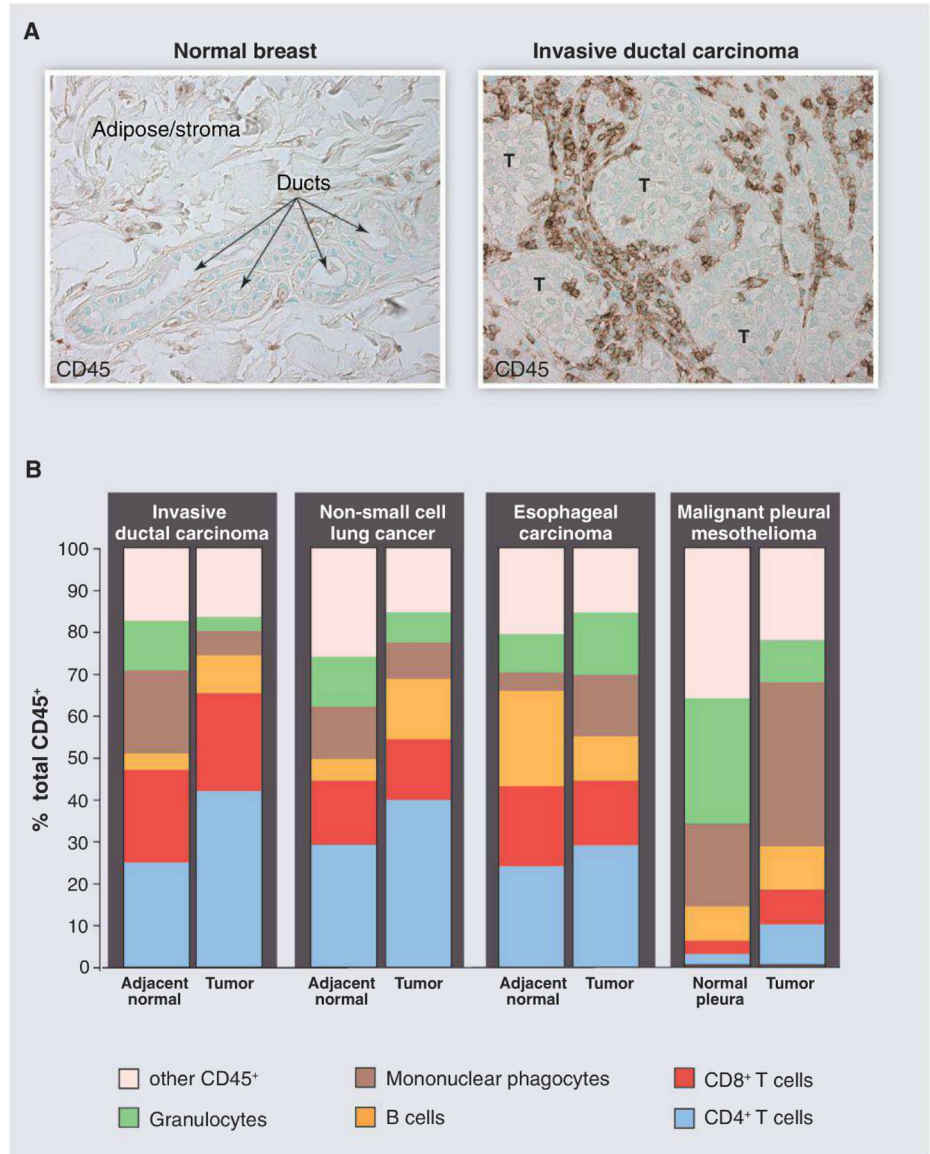 A
Normal breast
Invasive ductal carcinoma
Adipose/stroma
Ducts
CD45
T
T
T
T
CD45
B
Invasive
ductal carcinoma
Non-small cell
lung cancer
Esophageal
carcinoma
Malignant pleural
mesothelioma
% total CD45⁺
100
90
80
70
60
50
40
30
20
10
0
Adjacent
normal
Tumor
Adjacent
normal
Tumor
Adjacent
normal
Tumor
Normal
pleura
Tumor
other CD45⁺
Mononuclear phagocytes
CD8⁺ T cells
Granulocytes
B cells
CD4⁺ T cells